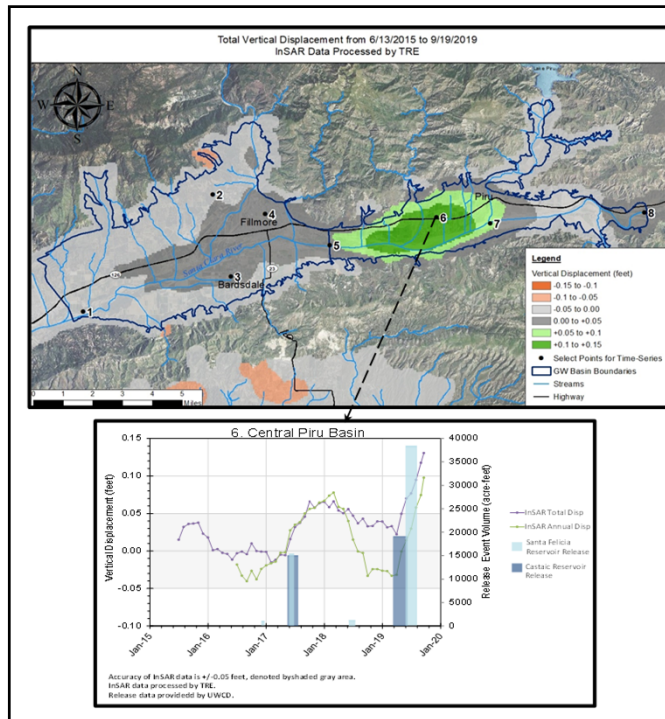 Total Vertical Displacement from 6/13/2015 to 9/19/2019
InSAR Data Processed by TRE
N
W E
S
Lake Piru
2
4
Fillmore
Piru
6
7
8
5
Santa Clara River
126
23
3
Bardsdale
1
0 1 2 3 4 5
Miles
Legend
Vertical Displacement (feet)
-0.15 to -0.1
-0.1 to -0.05
-0.05 to 0.00
0.00 to +0.05
+0.05 to +0.1
+0.1 to +0.15
Select Points for Time-Series
GW Basin Boundaries
Streams
Highway
6. Central Piru Basin
Vertical Displacement (feet)
0.15
0.10
0.05
0.00
-0.05
-0.10
Jan-15
Jan-16
Jan-17
Jan-18
Jan-19
Jan-20
40000
35000
30000
25000
20000
15000
10000
5000
0
Release Event Volume (acre-feet)
InSAR Total Disp
InSAR Annual Disp
Santa Felicia
Reservoir Release
Castaic Reservoir
Release
Accuracy of InSAR data is +/-0.05 feet, denoted byshaded gray area.
InSAR data processed by TRE.
Release data providedby UWCD.